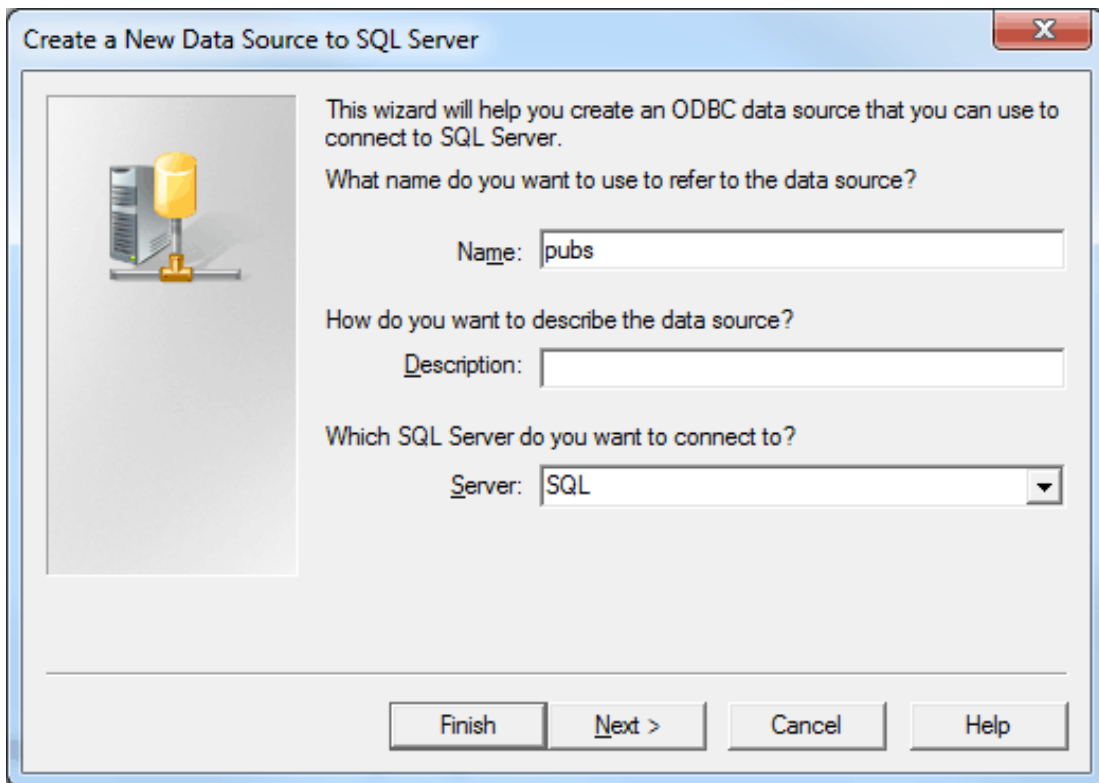 Create a New Data Source to SQL Server
This wizard will help you create an ODBC data source that you can use to
connect to SQL Server.
What name do you want to use to refer to the data source?
Name: pubs
How do you want to describe the data source?
Description:
Which SQL Server do you want to connect to?
Server: SQL
Finish Next > Cancel Help